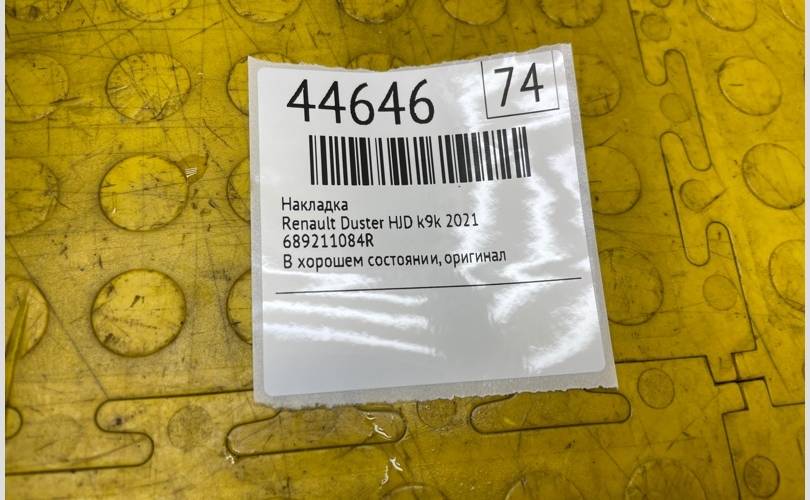 44646
74
Накладка
Renault Duster HJD k9k 2021
689211084R
В хорошем состоянии, оригинал